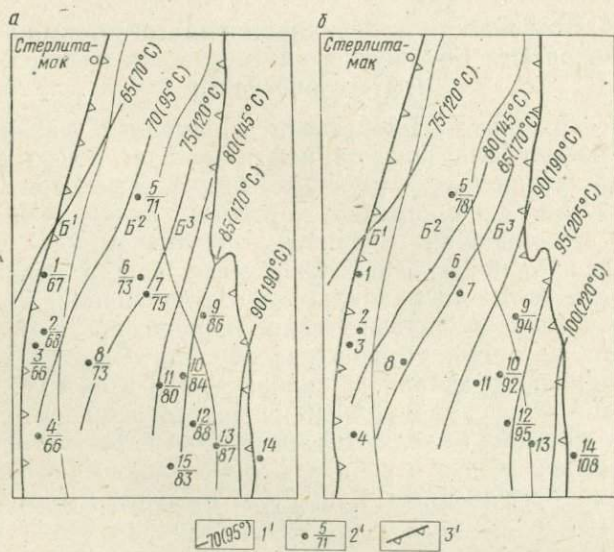 а
Стерлита-
мак
65(70°C)
70(95°C)
75(120°C)
80(145°C)
85(170°C)
90(190°C)
Б¹
Б²
Б³
5
71
1
67
6
73
7
75
2
66
3
66
8
73
9
86
10
84
11
80
4
66
12
88
13
87
14
15
83
б
Стерлита-
мак
75(120°C)
80(145°C)
85(170°C)
90(190°C)
95(205°C)
100(220°C)
Б¹
Б²
Б³
5
78
1
6
7
2
3
8
9
94
10
92
11
4
12
95
13
14
108
70(95°) 1'
5
71
2'
3'